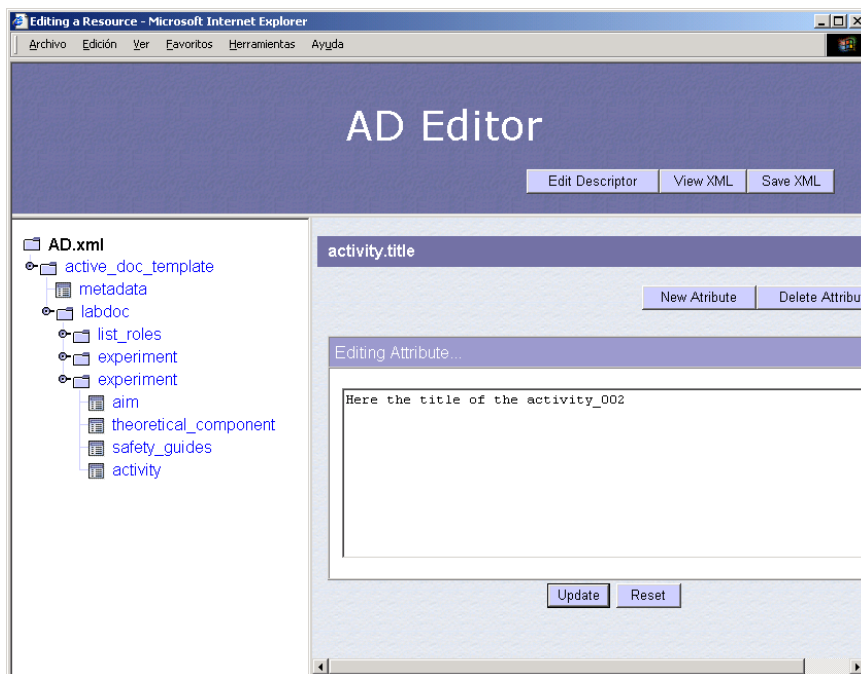 Editing a Resource - Microsoft Internet Explorer
Archivo Edición Ver Favoritos Herramientas Ayuda
AD Editor
Edit Descriptor View XML Save XML
AD.xml
active_doc_template
metadata
labdoc
list_roles
experiment
experiment
aim
theoretical_component
safety_guides
activity
activity.title
New Atribute Delete Attribu
Editing Attribute...
Here the title of the activity_002
Update Reset